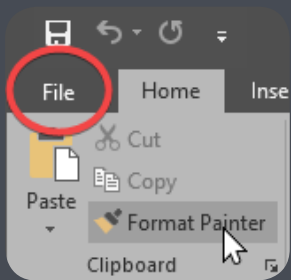 File Home Inse
Cut
Copy
Paste
Format Painter
Clipboard